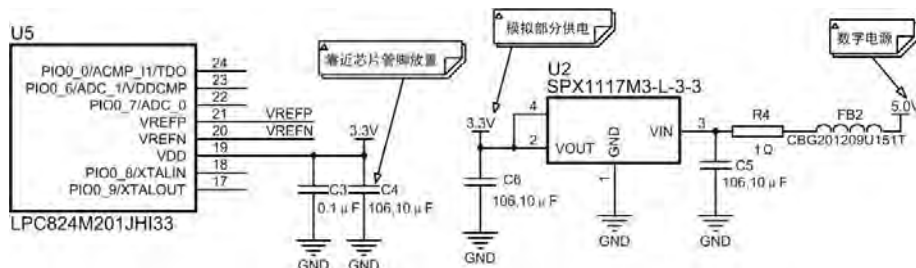 U5
PIO0_0/ACMP_I1/TDO 24
PIO0_6/ADC_1/VDDCMP 23
PIO0_7/ADC_0 22
VREFP 21 VREFP
VREFN 20 VREFN
VDD 19
PIO0_8/XTALIN 18
PIO0_9/XTALOUT 17
LPC824M201JHI33
靠近芯片管脚放置
3.3V
C3
0.1μF
C4
106,10μF
GND
GND
模拟部分供电
3.3V
C6
106,10μF
GND
U2
SPX1117M3-L-3-3
4
2
VOUT
GND
VIN
3
1
GND
R4
1Ω
C5
106,10μF
GND
FB2
CBG201209U151T
数字电源
5.0V